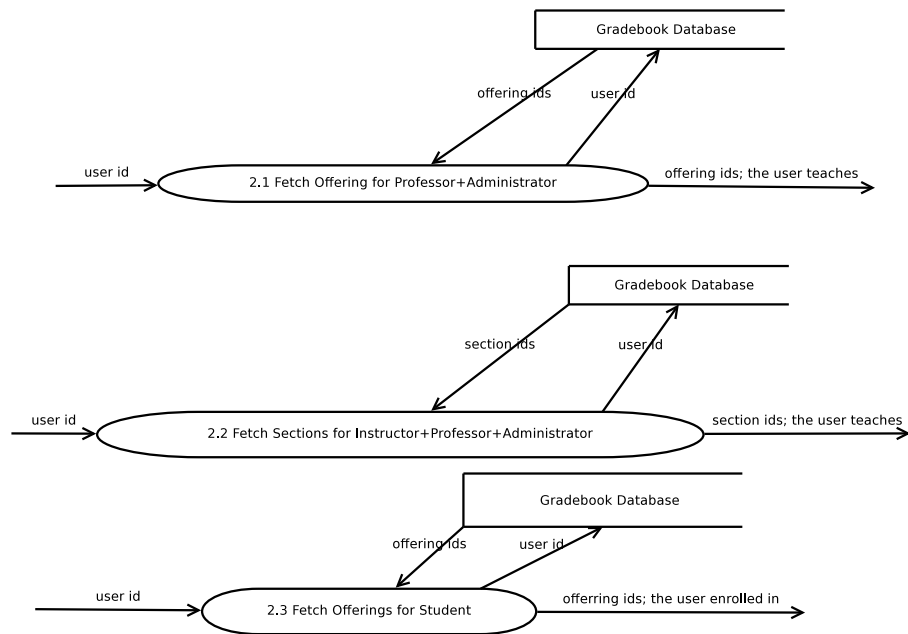 Gradebook Database
offering ids
user id
user id
2.1 Fetch Offering for Professor+Administrator
offering ids; the user teaches
Gradebook Database
section ids
user id
user id
2.2 Fetch Sections for Instructor+Professor+Administrator
section ids; the user teaches
Gradebook Database
offering ids
user id
user id
2.3 Fetch Offerings for Student
offerring ids; the user enrolled in